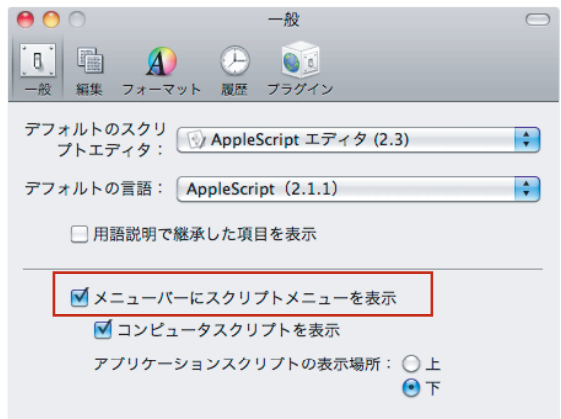 一般
一般 編集 フォーマット 履歴 プラグイン
デフォルトのスクリ
プトエディタ：
AppleScript エディタ (2.3)
デフォルトの言語： AppleScript（2.1.1）
用語説明で継承した項目を表示
メニューバーにスクリプトメニューを表示
コンピュータスクリプトを表示
アプリケーションスクリプトの表示場所： 上
下